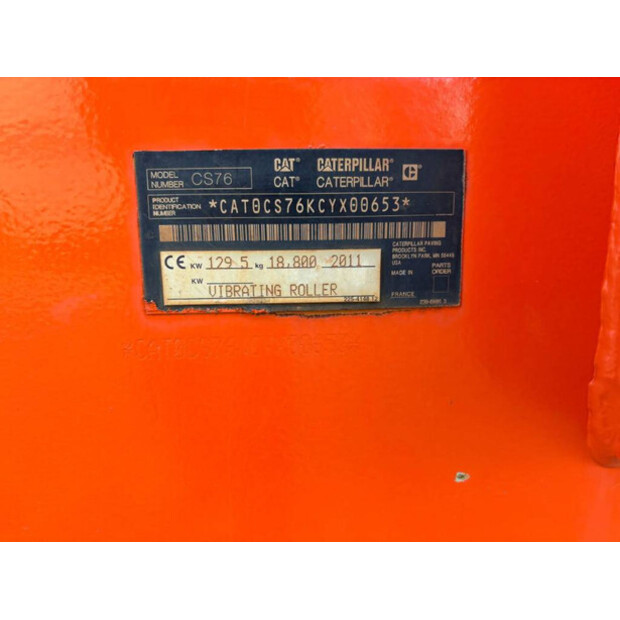 CAT® CATERPILLAR®
CAT® CATERPILLAR®
MODEL NUMBER CS76
PRODUCT IDENTIFICATION NUMBER *CAT0CS76KCYX00653*
CE KW 129.5 kg 18.800 2011
KW
VIBRATING ROLLER
CATERPILLAR PAVING
PRODUCTS INC.
BROOKLYN PARK, MN
USA
MADE IN
PARTS ORDER
FRANCE
*CAT0CS76